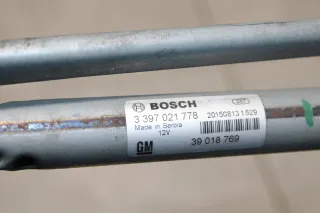 BOSCH
3 397 021 778 201508131529
Made in Serbia
12V
GM 39 018 769